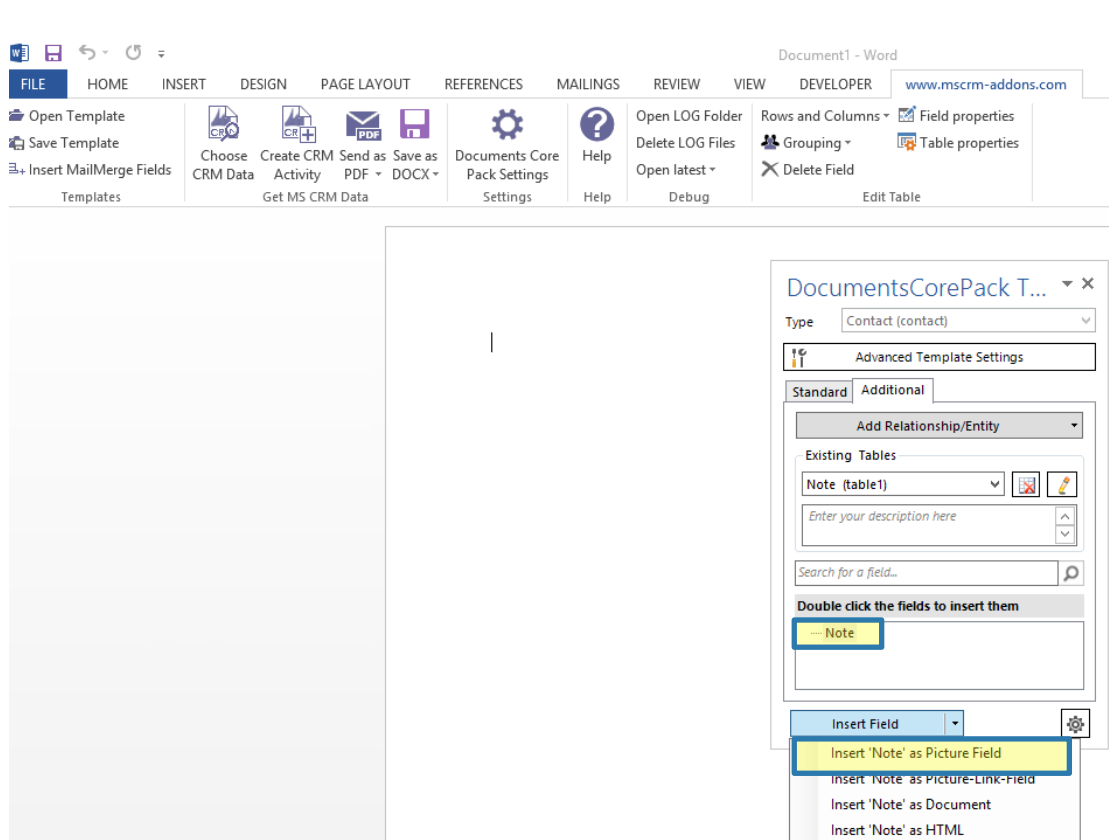 Document1 - Word
FILE HOME INSERT DESIGN PAGE LAYOUT REFERENCES MAILINGS REVIEW VIEW DEVELOPER www.mscrm-addons.com
Open Template
Save Template
Insert MailMerge Fields
Templates
Choose
CRM Data
Create CRM
Activity
Send as
PDF
Save as
DOCX
Get MS CRM Data
Documents Core
Pack Settings
Settings
Help
Help
Open LOG Folder
Delete LOG Files
Open latest
Debug
Rows and Columns
Grouping
Delete Field
Field properties
Table properties
Edit Table
DocumentsCorePack T...
Type Contact (contact)
Advanced Template Settings
Standard Additional
Add Relationship/Entity
Existing Tables
Note (table1)
Enter your description here
Search for a field...
Double click the fields to insert them
Note
Insert Field
Insert 'Note' as Picture Field
Insert 'Note' as Picture-Link-Field
Insert 'Note' as Document
Insert 'Note' as HTML